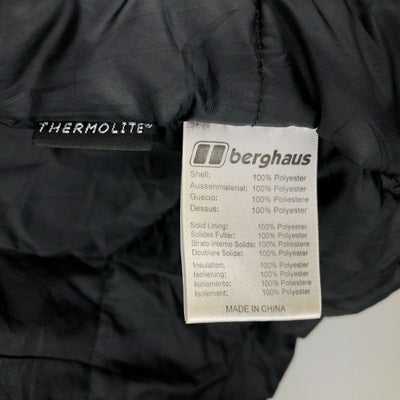 THERMOLITE™
berghaus
Shell: 100% Polyester
Aussenmaterial: 100% Polyester
Guscio: 100% Poliestere
Dessus: 100% Polyester
Solid Lining: 100% Polyester
Solides Futter: 100% Polyester
Strato Interno Solide: 100% Poliestere
Doublure Solide: 100% Polyester
Insulation: 100% Polyester
Isolierung: 100% Polyester
Isolamento: 100% Poliestere
Isolement: 100% Polyester
MADE IN CHINA